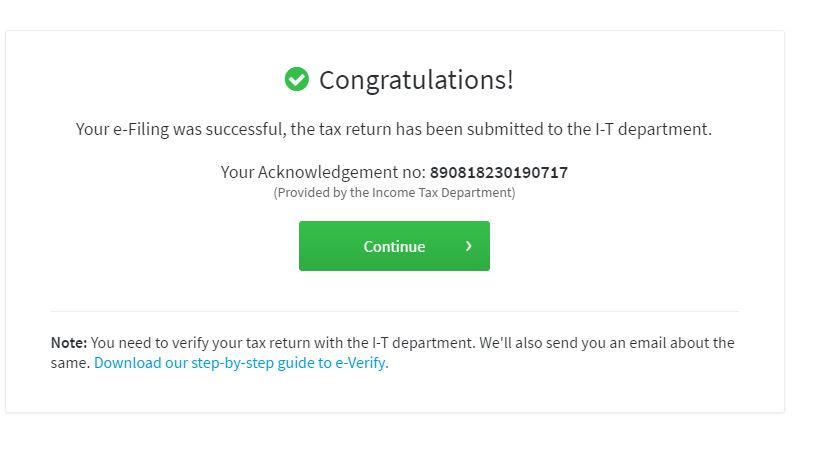 Congratulations!
Your e-Filing was successful, the tax return has been submitted to the I-T department.
Your Acknowledgement no: 890818230190717
(Provided by the Income Tax Department)
Continue
Note: You need to verify your tax return with the I-T department. We'll also send you an email about the
same. Download our step-by-step guide to e-Verify.